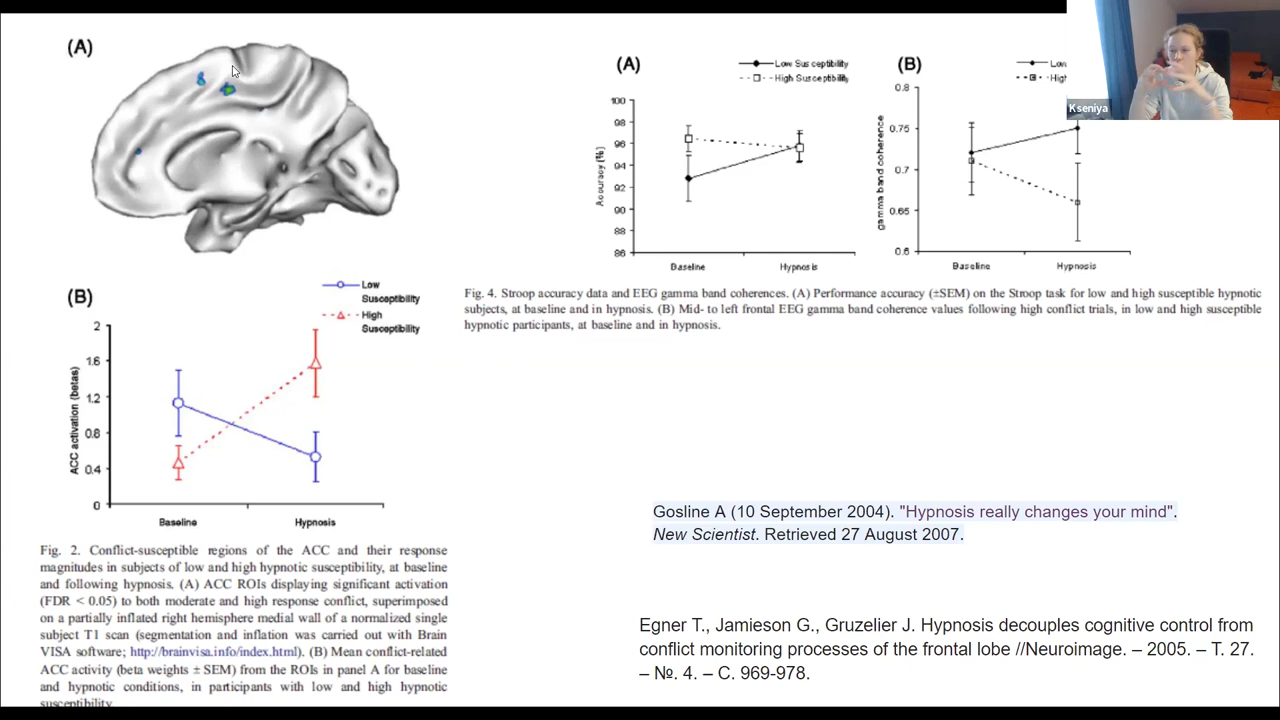 (A)
(B)
Low
Susceptibility
High
Susceptibility
2
1.6
1.2
0.8
0.4
0
ACC activation (betas)
Baseline
Hypnosis
Fig. 2. Conflict-susceptible regions of the ACC and their response
magnitudes in subjects of low and high hypnotic susceptibility, at baseline
and following hypnosis. (A) ACC ROIs displaying significant activation
(FDR < 0.05) to both moderate and high response conflict, superimposed
on a partially inflated right hemisphere medial wall of a normalized single
subject T1 scan (segmentation and inflation was carried out with Brain
VISA software; http://brainvisa.info/index.html). (B) Mean conflict-related
ACC activity (beta weights ± SEM) from the ROIs in panel A for baseline
and hypnotic conditions, in participants with low and high hypnotic
susceptibility.
(A)
Low Susceptibility
High Susceptibility
100
98
96
94
92
90
88
86
Accuracy (%)
Baseline
Hypnosis
(B)
Low
High
0.8
0.75
0.7
0.65
0.6
gamma band coherence
Baseline
Hypnosis
Kseniya
Fig. 4. Stroop accuracy data and EEG gamma band coherences. (A) Performance accuracy (±SEM) on the Stroop task for low and high susceptible hypnotic
subjects, at baseline and in hypnosis. (B) Mid- to left frontal EEG gamma band coherence values following high conflict trials, in low and high susceptible
hypnotic participants, at baseline and in hypnosis.
Gosline A (10 September 2004). "Hypnosis really changes your mind".
New Scientist. Retrieved 27 August 2007.
Egner T., Jamieson G., Gruzelier J. Hypnosis decouples cognitive control from
conflict monitoring processes of the frontal lobe //Neuroimage. – 2005. – T. 27.
– №. 4. – С. 969-978.